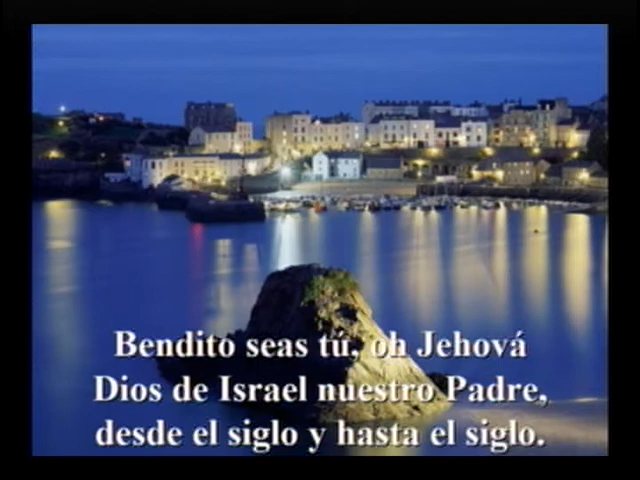 Bendito seas tú, oh Jehová
Dios de Israel nuestro Padre,
desde el siglo y hasta el siglo.